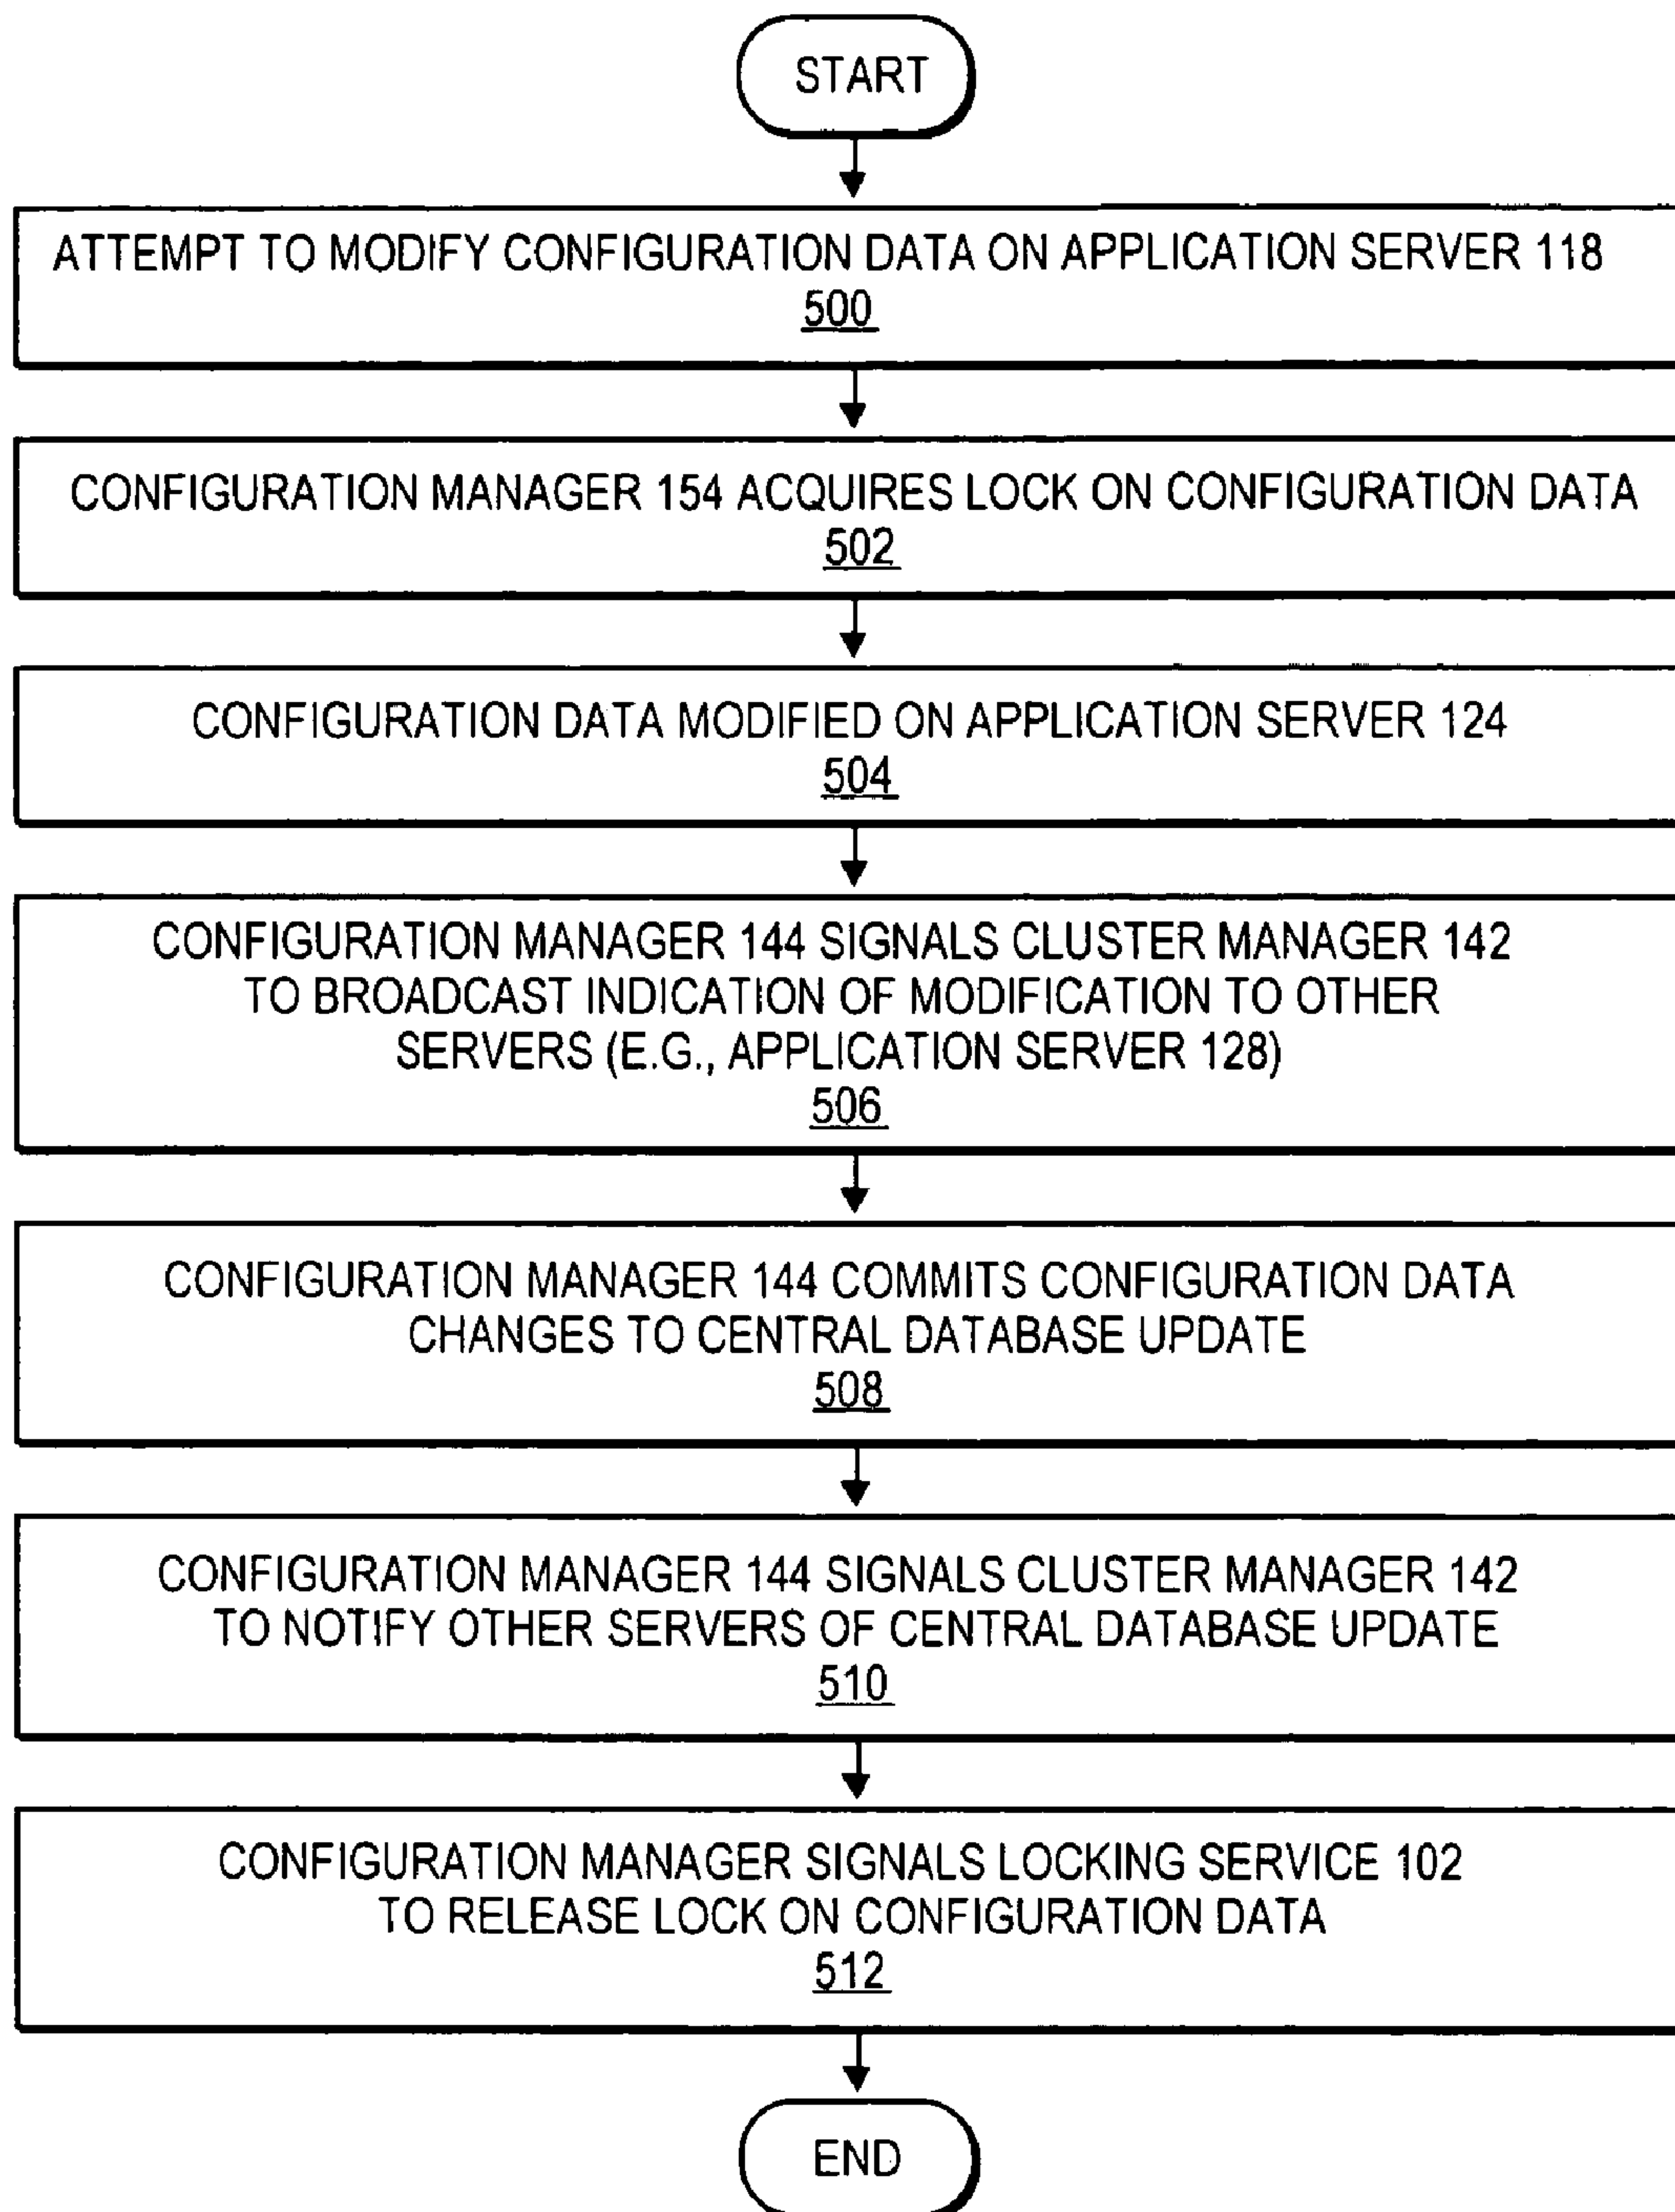 START
ATTEMPT TO MODIFY CONFIGURATION DATA ON APPLICATION SERVER 118
500
CONFIGURATION MANAGER 154 ACQUIRES LOCK ON CONFIGURATION DATA
502
CONFIGURATION DATA MODIFIED ON APPLICATION SERVER 124
504
CONFIGURATION MANAGER 144 SIGNALS CLUSTER MANAGER 142
TO BROADCAST INDICATION OF MODIFICATION TO OTHER
SERVERS (E.G., APPLICATION SERVER 128)
506
CONFIGURATION MANAGER 144 COMMITS CONFIGURATION DATA
CHANGES TO CENTRAL DATABASE UPDATE
508
CONFIGURATION MANAGER 144 SIGNALS CLUSTER MANAGER 142
TO NOTIFY OTHER SERVERS OF CENTRAL DATABASE UPDATE
510
CONFIGURATION MANAGER SIGNALS LOCKING SERVICE 102
TO RELEASE LOCK ON CONFIGURATION DATA
512
END